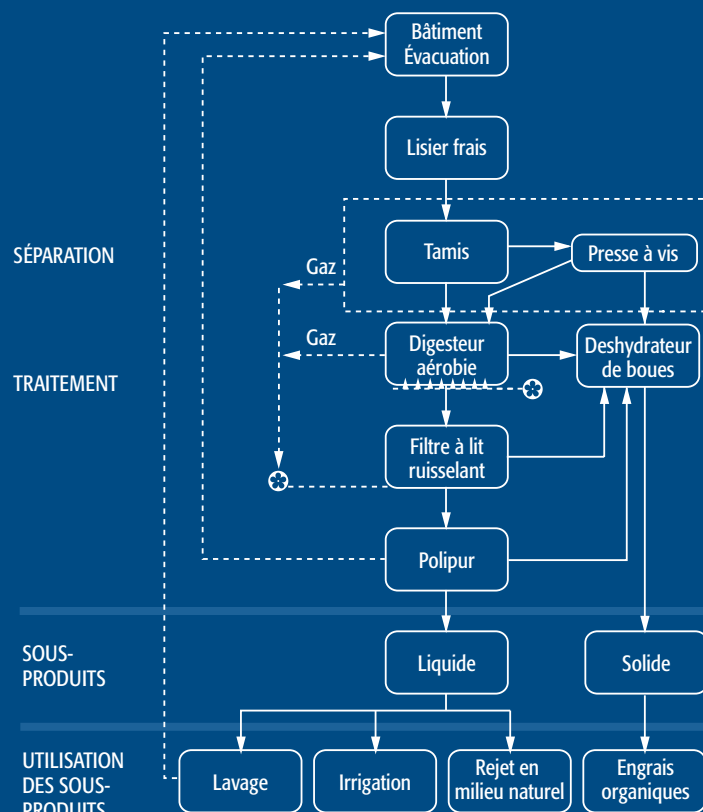 Bâtiment
Évacuation
Lisier frais
SÉPARATION
Tamis
Presse à vis
Gaz
Gaz
Digesteur
aérobie
Deshydrateur
de boues
TRAITEMENT
Filtre à lit
ruisselant
Polipur
SOUS-
PRODUITS
Liquide
Solide
UTILISATION
DES SOUS-
PRODUITS
Lavage
Irrigation
Rejet en
milieu naturel
Engrais
organiques